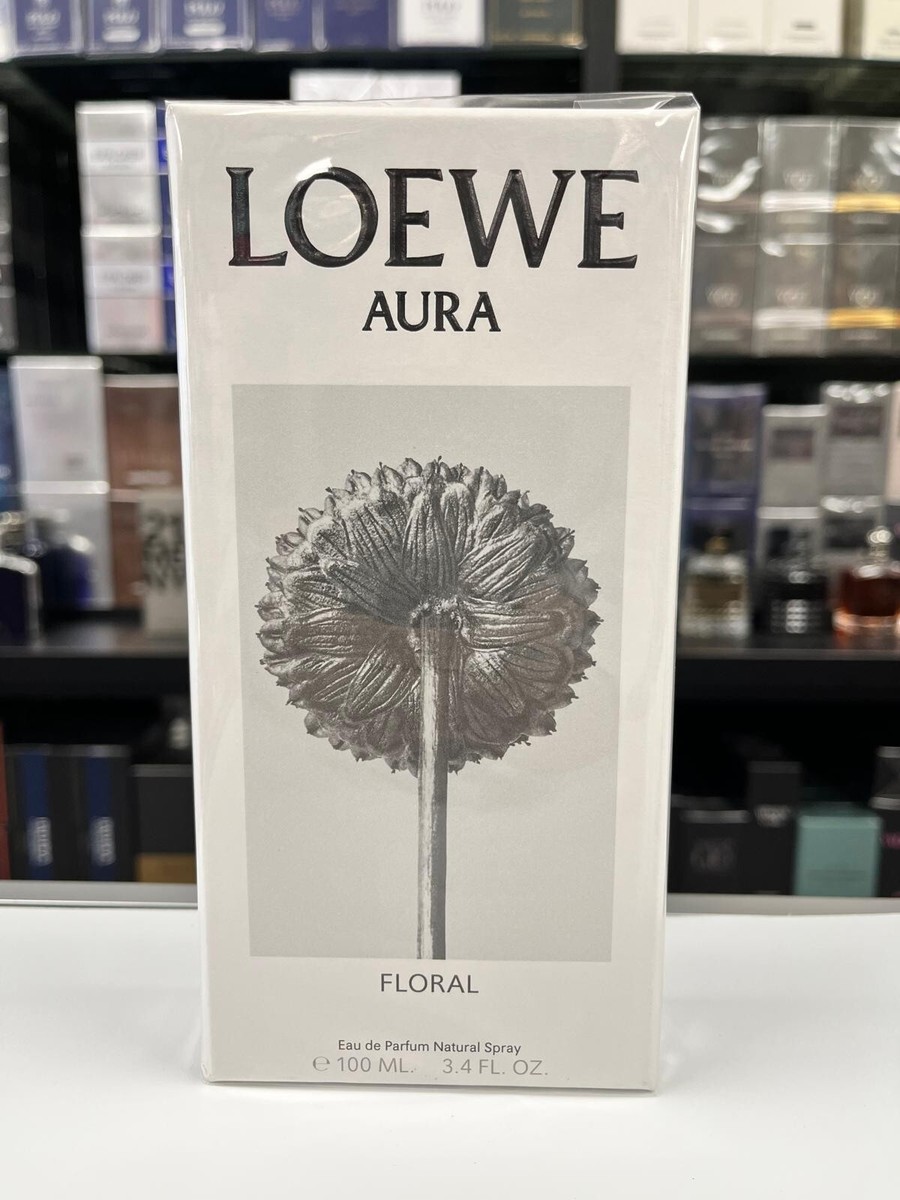 LOEWE
AURA
FLORAL
Eau de Parfum Natural Spray
℮ 100 ML. 3.4 FL. OZ.